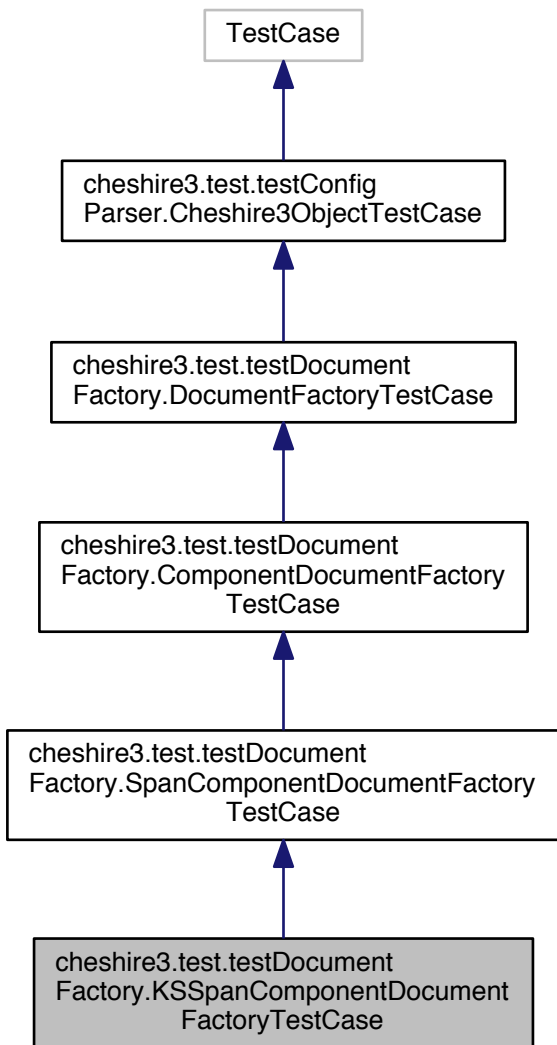 TestCase
cheshire3.test.testConfig
Parser.Cheshire3ObjectTestCase
cheshire3.test.testDocument
Factory.DocumentFactoryTestCase
cheshire3.test.testDocument
Factory.ComponentDocumentFactory
TestCase
cheshire3.test.testDocument
Factory.SpanComponentDocumentFactory
TestCase
cheshire3.test.testDocument
Factory.KSSpanComponentDocument
FactoryTestCase